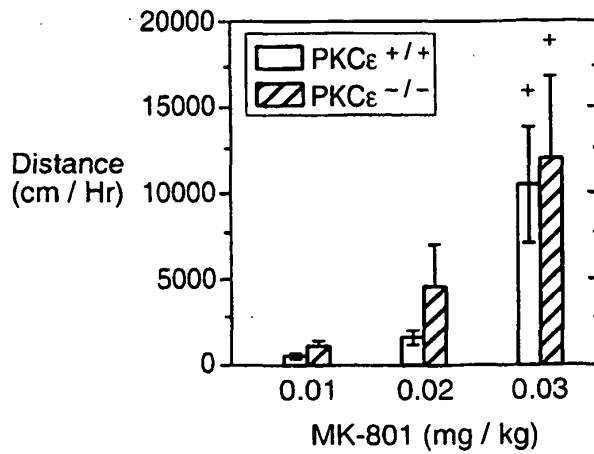 20000
15000
10000
5000
0
Distance
(cm / Hr)
PKCε +/+
PKCε −/−
+
+
0.01 0.02 0.03
MK-801 (mg / kg)